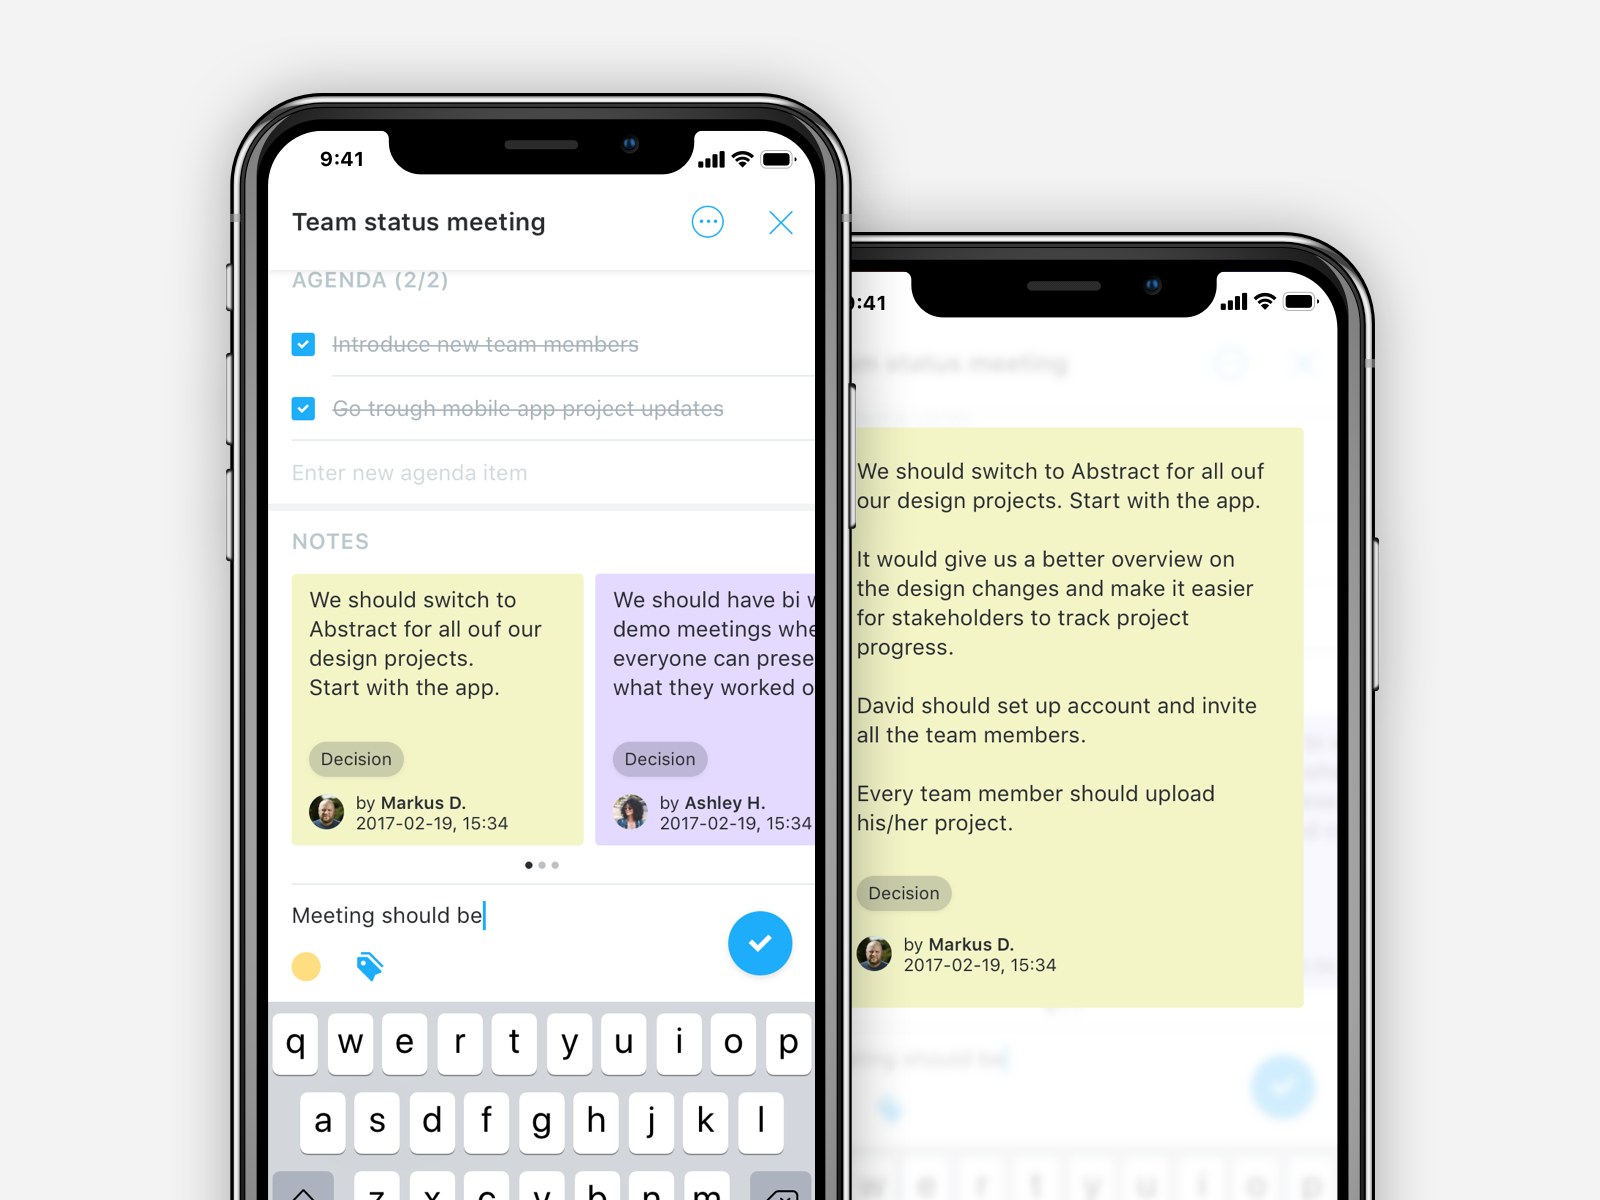 9:41
Team status meeting
AGENDA (2/2)
Introduce new team members
Go trough mobile app project updates
Enter new agenda item
NOTES
We should switch to
Abstract for all ouf our
design projects.
Start with the app.
Decision
by Markus D.
2017-02-19, 15:34
We should have bi
demo meetings
everyone can
what they worked
Decision
by Ashley H.
2017-02-19, 15:34
Meeting should be
q w e r t y u i o p
a s d f g h j k l
z x c v b n m
:41
status meeting
We should switch to Abstract for all ouf
our design projects. Start with the app.
It would give us a better overview on
the design changes and make it easier
for stakeholders to track project
progress.
David should set up account and invite
all the team members.
Every team member should upload
his/her project.
Decision
by Markus D.
2017-02-19, 15:34
should be
w e r t y u i o p